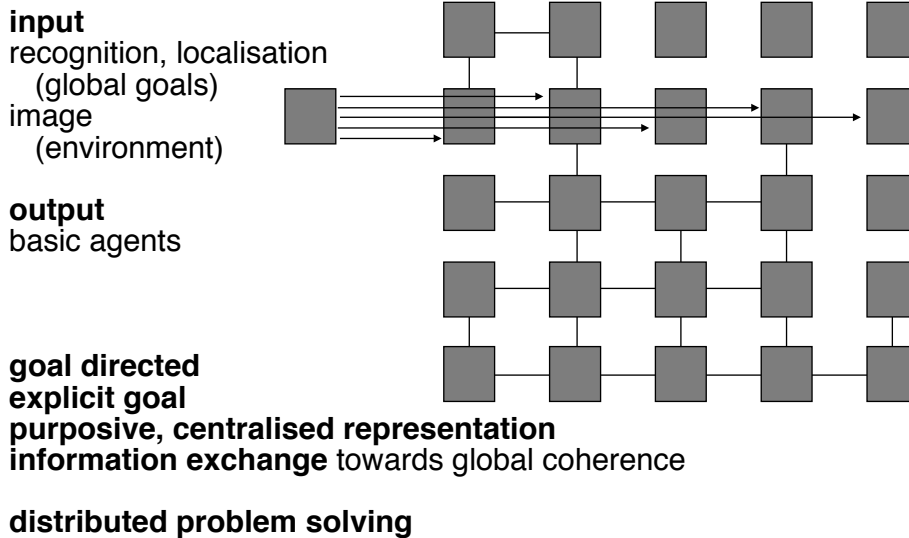 input
recognition, localisation
(global goals)
image
(environment)
output
basic agents
goal directed
explicit goal
purposive, centralised representation
information exchange towards global coherence
distributed problem solving